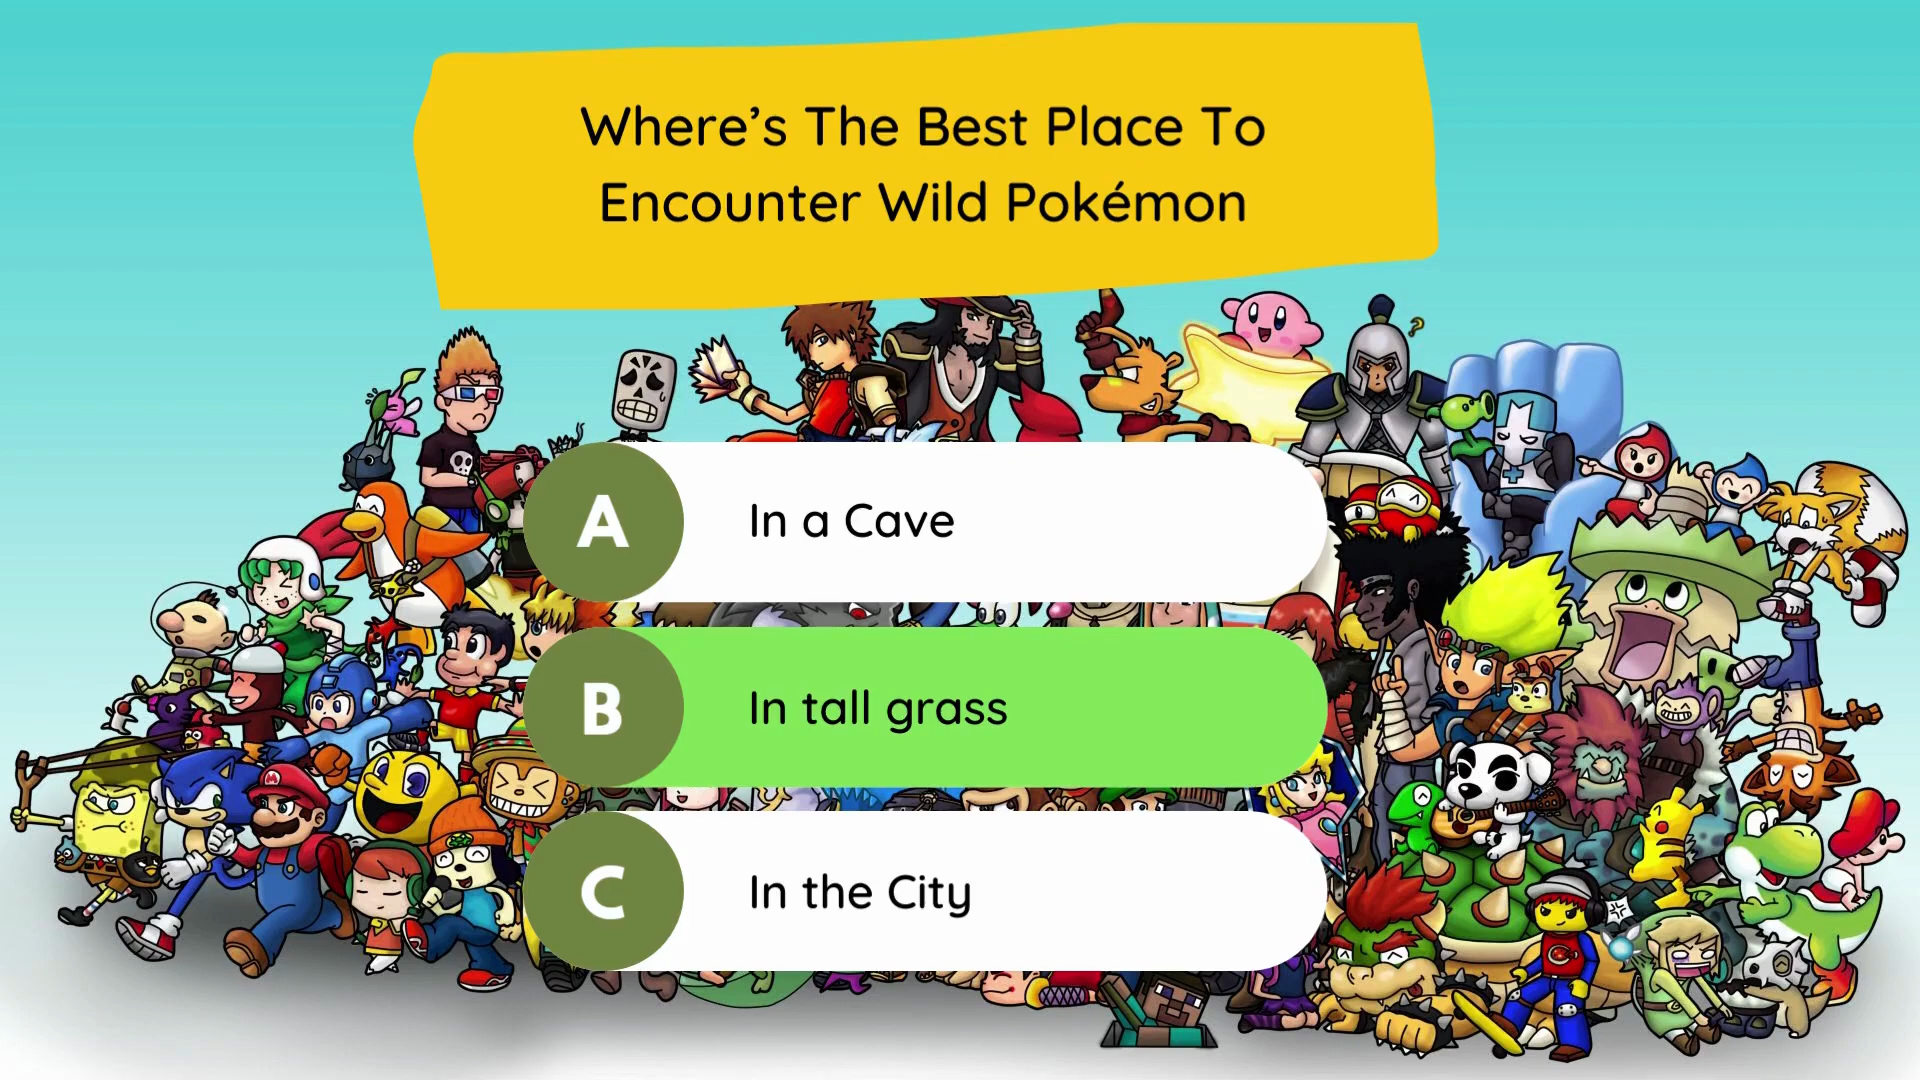 Where’s The Best Place To
Encounter Wild Pokémon
A In a Cave
B In tall grass
C In the City